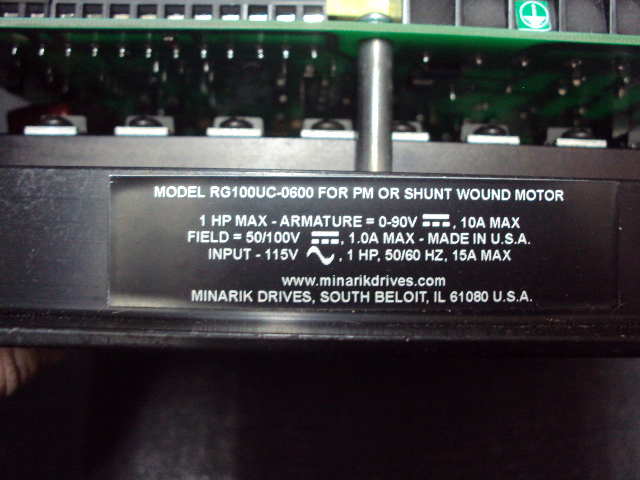 MODEL RG100UC-0600 FOR PM OR SHUNT WOUND MOTOR
1 HP MAX - ARMATURE = 0-90V ⎓, 10A MAX
FIELD = 50/100V ⎓, 1.0A MAX - MADE IN U.S.A.
INPUT - 115V ∿, 1 HP, 50/60 HZ, 15A MAX
www.minarikdrives.com
MINARIK DRIVES, SOUTH BELOIT, IL 61080 U.S.A.